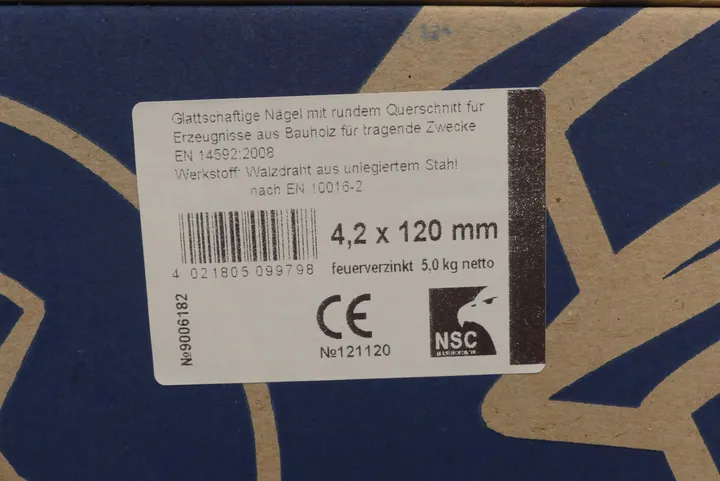 Glattschaftige Nägel mit rundem Querschnitt für
Erzeugnisse aus Bauholz für tragende Zwecke
EN 14592:2008
Werkstoff: Walzdraht aus unlegiertem Stahl
nach EN 10016-2
4,2 x 120 mm
4 021805 099798
feuerverzinkt 5,0 kg netto
№9006182
CE
№121120
NSC